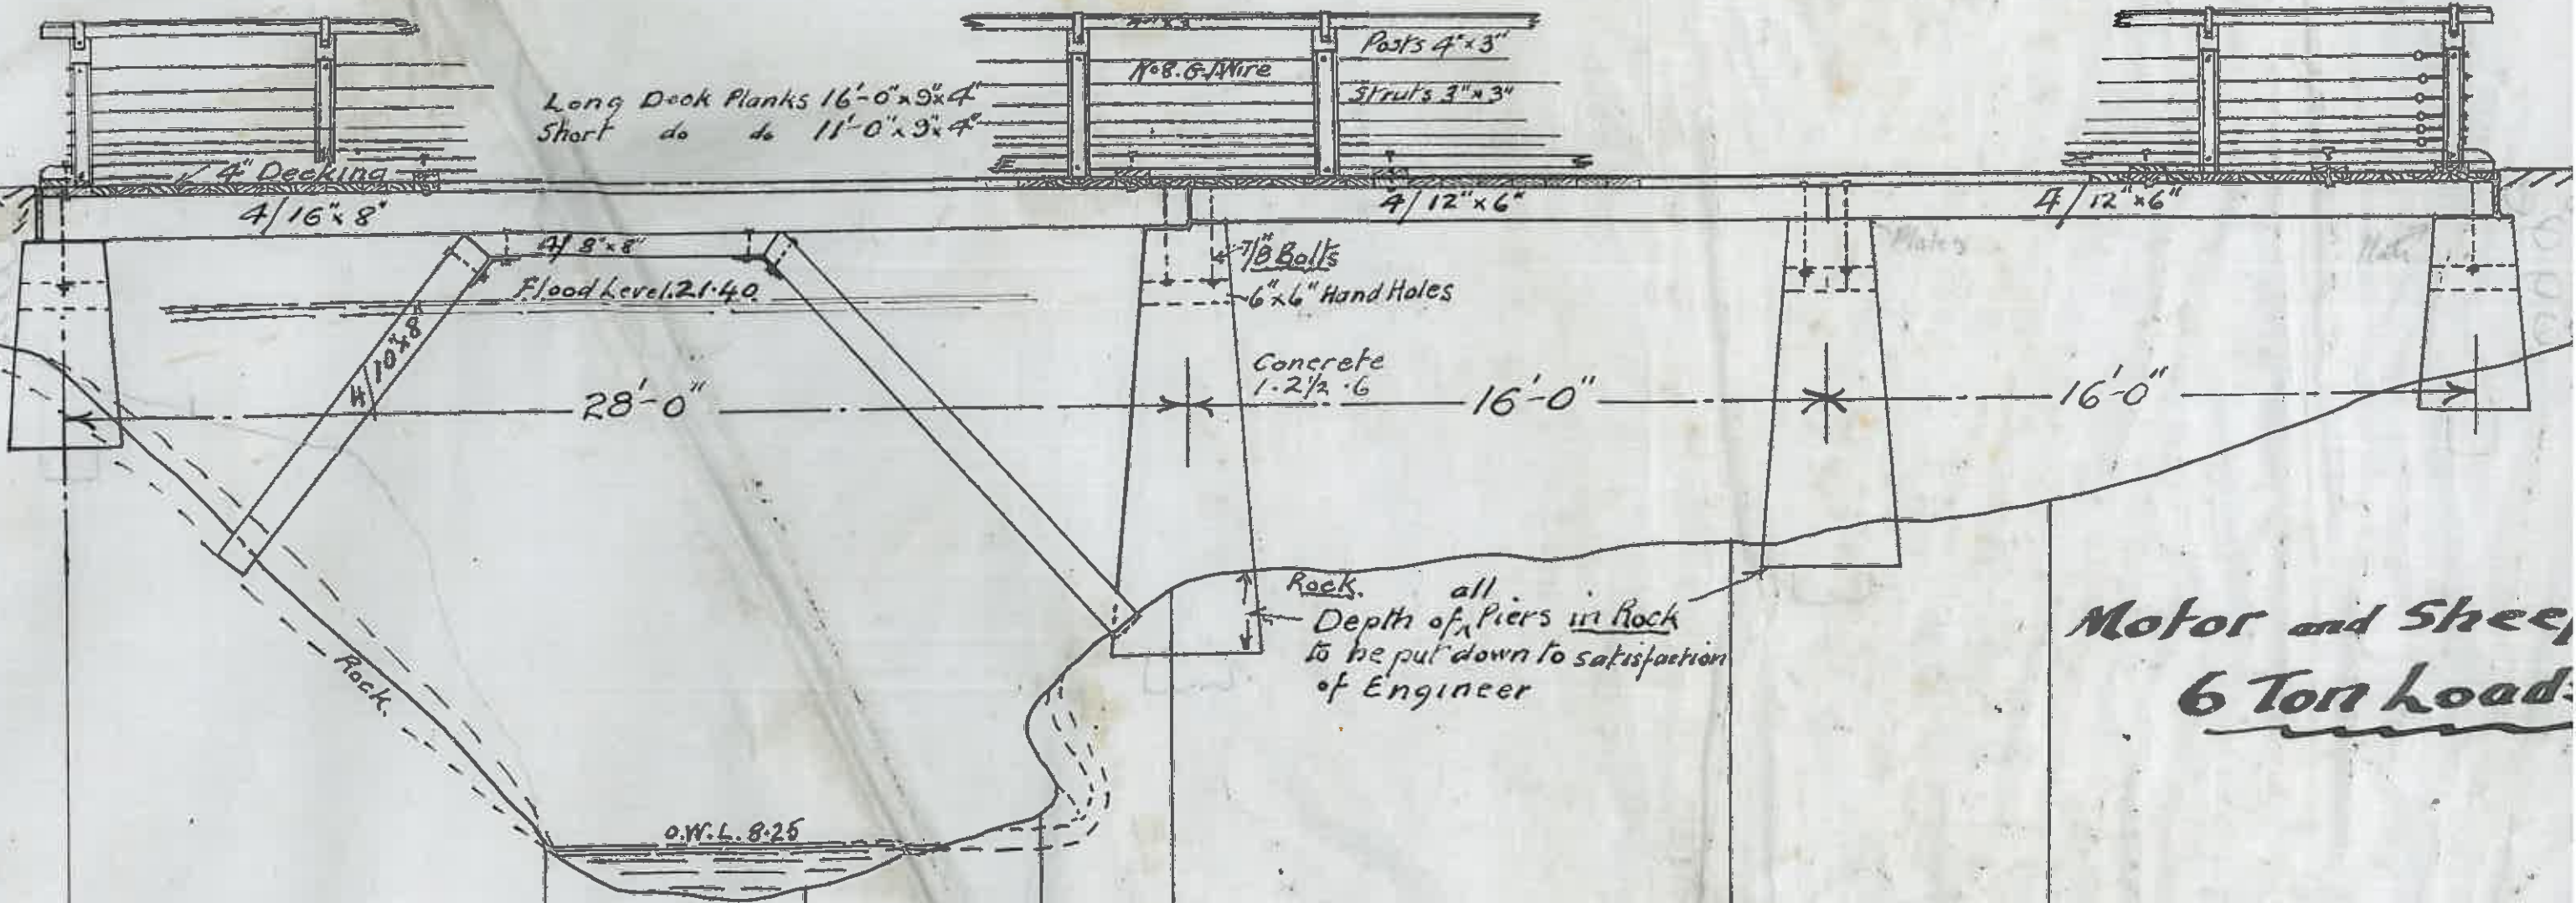 Posts 4"×3"
No 8. G. Wire
Struts 3"×3"
Long Deck Planks 16'-0"×9"×4"
Short do do 11'-0"×9"×4"
4" Decking
4/16"×8"
4/12"×6"
4/12"×6"
4/8"×8"
7/8 Bolts
Plates
Flood Level.21.40
6"×6" Hand Holes
4/10"×8"
Concrete
1.2½.6
28'-0"
16'-0"
16'-0"
Rock.
all
Depth of ʌ Piers in Rock
to be put down to satisfaction
of Engineer
Motor and Sheep
6 Ton Load
Rock.
O.W.L. 8.25